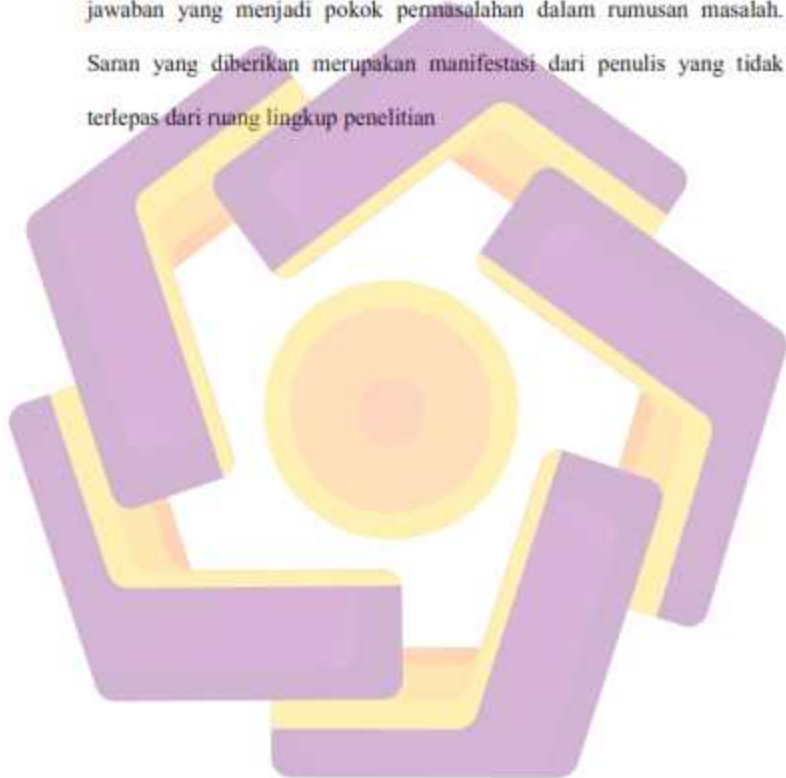 jawaban yang menjadi pokok permasalahan dalam rumusan masalah.
Saran yang diberikan merupakan manifestasi dari penulis yang tidak
terlepas dari ruang lingkup penelitian